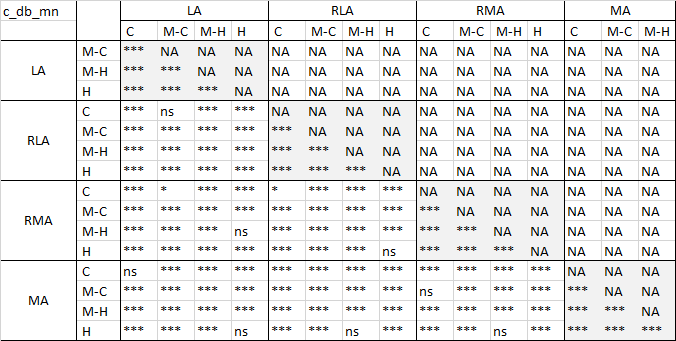 c_db_mn LA RLA RMA MA
C M-C M-H H C M-C M-H H C M-C M-H H C M-C M-H
LA M-C *** NA NA NA NA NA NA NA NA NA NA NA NA NA NA
M-H *** *** NA NA NA NA NA NA NA NA NA NA NA NA NA
H *** *** *** NA NA NA NA NA NA NA NA NA NA NA NA
RLA C *** ns *** *** NA NA NA NA NA NA NA NA NA NA NA
M-C *** *** *** *** *** NA NA NA NA NA NA NA NA NA NA
M-H *** *** *** *** *** *** NA NA NA NA NA NA NA NA NA
H *** *** *** *** *** *** *** NA NA NA NA NA NA NA NA
RMA C *** * *** *** * *** *** *** NA NA NA NA NA NA NA
M-C *** *** *** *** *** *** *** *** *** NA NA NA NA NA NA
M-H *** *** *** ns *** *** *** *** *** *** NA NA NA NA NA
H *** *** *** *** *** *** *** ns *** *** *** NA NA NA NA
MA C ns *** *** *** *** *** *** *** *** *** *** *** NA NA NA
M-C *** *** *** *** *** *** *** *** ns *** *** *** *** NA NA
M-H *** *** *** *** *** *** *** *** *** *** *** *** *** *** NA
H *** *** *** ns *** *** ns *** *** *** ns *** *** *** ***